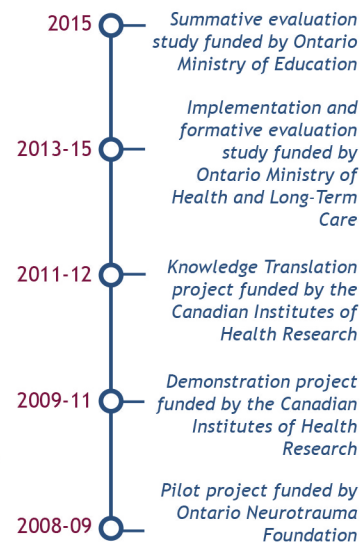 2015
Summative evaluation
study funded by Ontario
Ministry of Education
2013-15
Implementation and
formative evaluation
study funded by
Ontario Ministry of
Health and Long-Term
Care
2011-12
Knowledge Translation
project funded by the
Canadian Institutes of
Health Research
2009-11
Demonstration project
funded by the Canadian
Institutes of Health
Research
2008-09
Pilot project funded by
Ontario Neurotrauma
Foundation